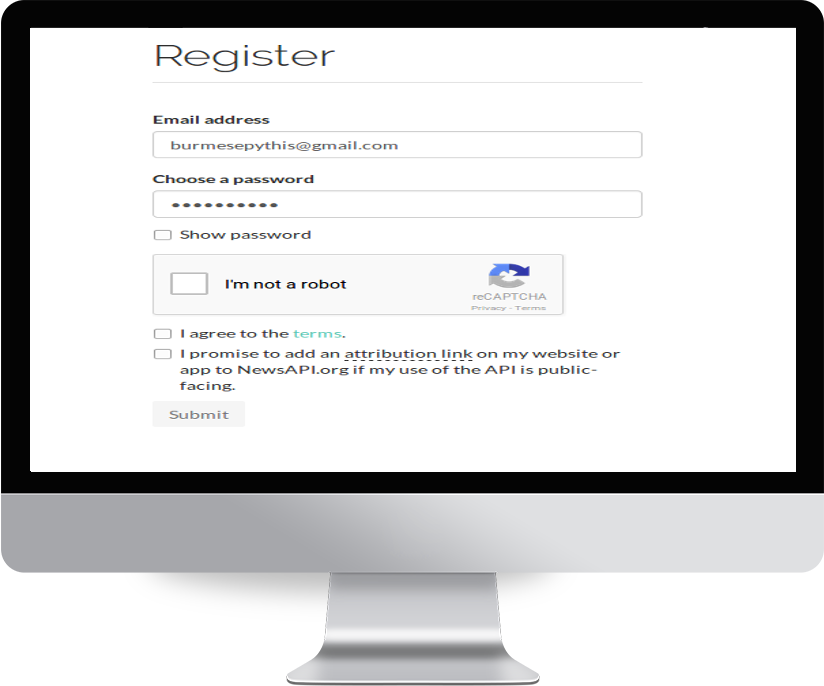 Register
Email address
burmesepythis@gmail.com
Choose a password
••••••••••
Show password
I'm not a robot
reCAPTCHA
Privacy - Terms
I agree to the terms.
I promise to add an attribution link on my website or
app to NewsAPI.org if my use of the API is public-
facing.
Submit